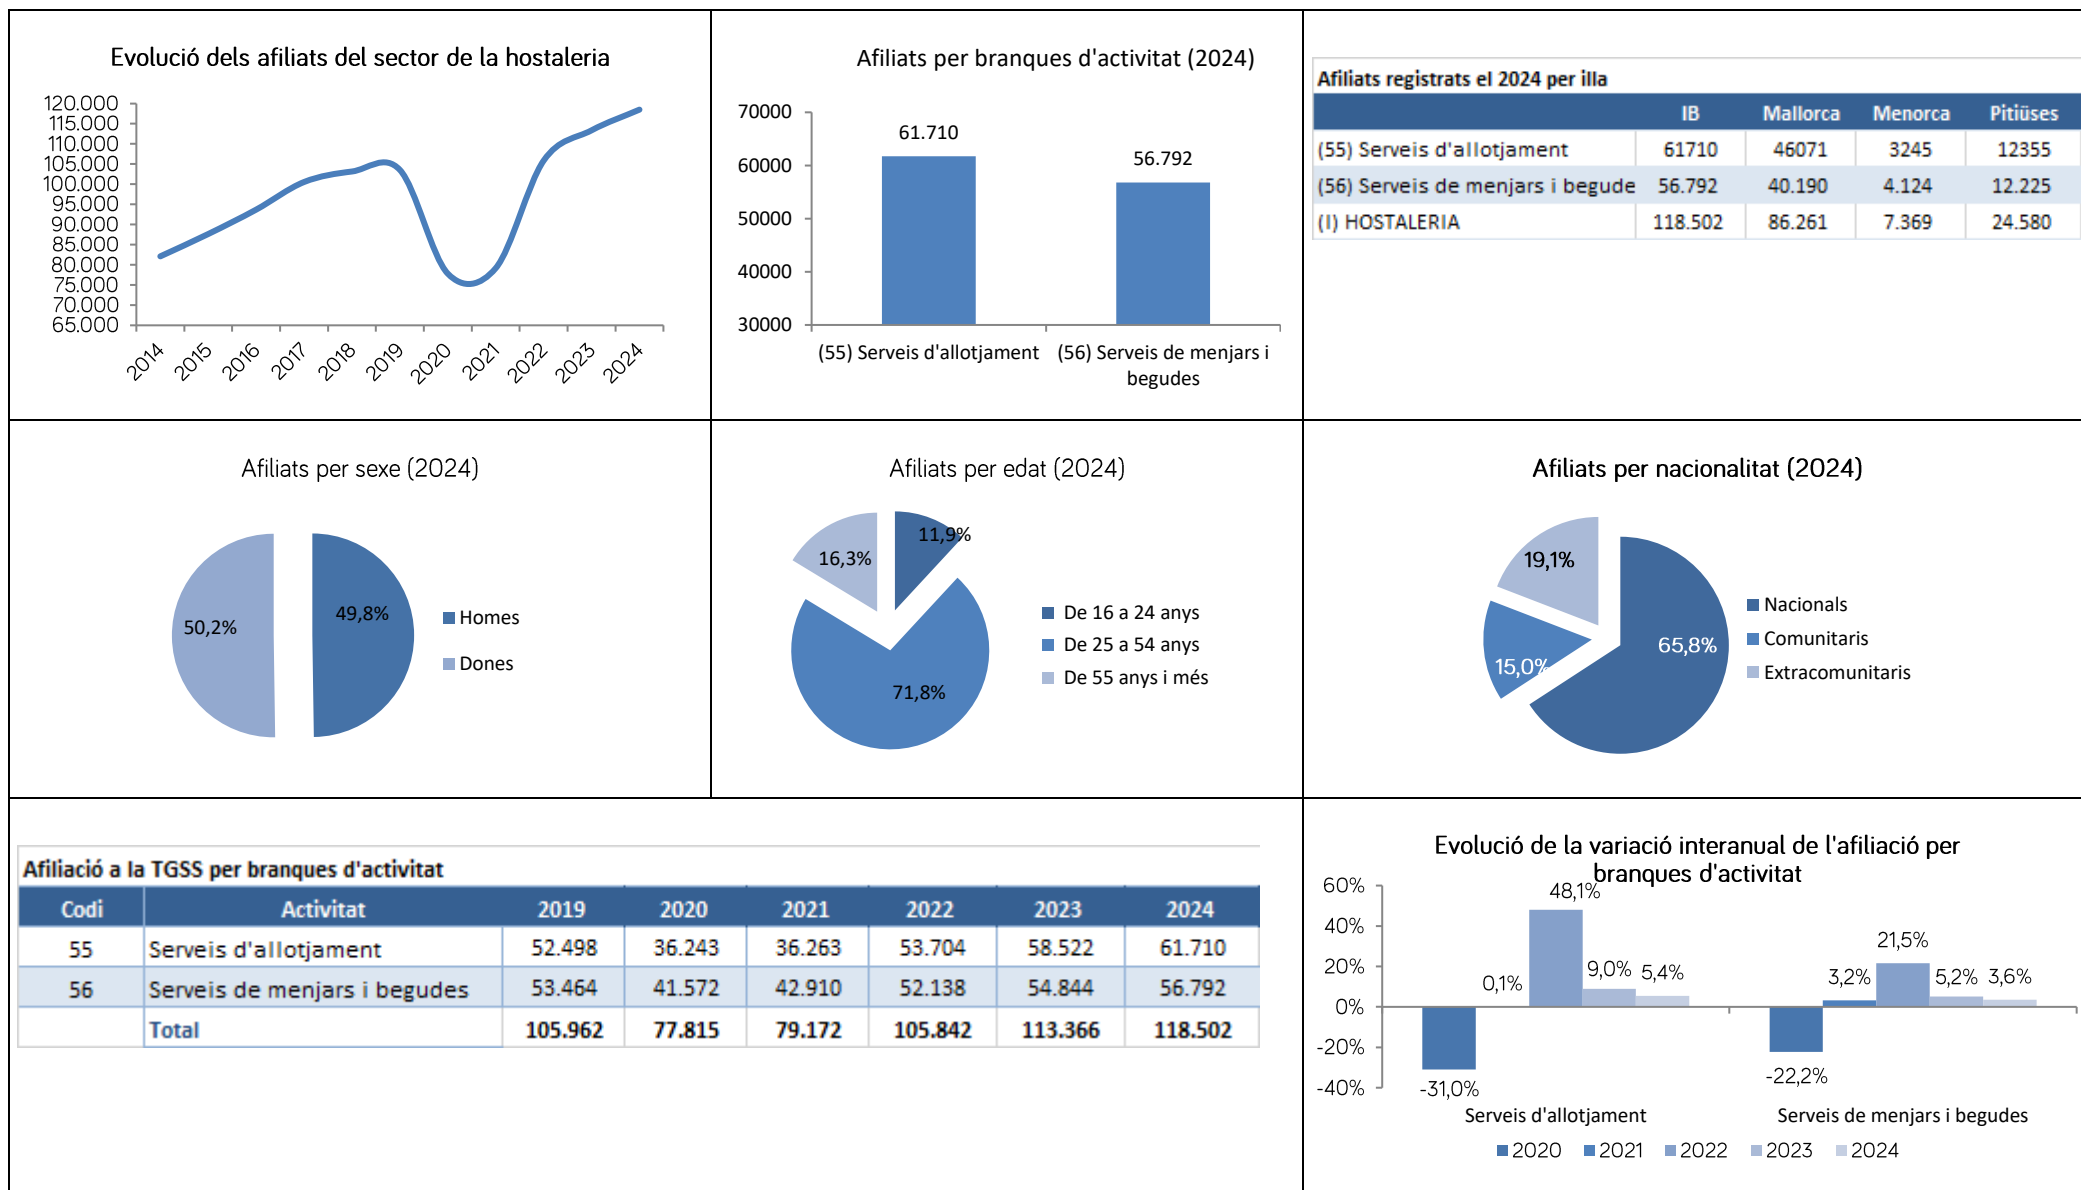 Evolució dels afiliats del sector de la hostaleria
120.000
115.000
110.000
105.000
100.000
95.000
90.000
85.000
80.000
75.000
70.000
65.000
2014 2015 2016 2017 2018 2019 2020 2021 2022 2023 2024
Afiliats per branques d'activitat (2024)
70000
60000
50000
40000
30000
61.710
56.792
(55) Serveis d'allotjament
(56) Serveis de menjars i
begudes
Afiliats registrats el 2024 per illa
IB Mallorca Menorca Pitiüses
(55) Serveis d'allotjament 61710 46071 3245 12355
(56) Serveis de menjars i begude 56.792 40.190 4.124 12.225
(I) HOSTALERIA 118.502 86.261 7.369 24.580
Afiliats per sexe (2024)
50,2%
49,8%
Homes
Dones
Afiliats per edat (2024)
11,9%
16,3%
71,8%
De 16 a 24 anys
De 25 a 54 anys
De 55 anys i més
Afiliats per nacionalitat (2024)
19,1%
15,0%
65,8%
Nacionals
Comunitaris
Extracomunitaris
Afiliació a la TGSS per branques d'activitat
Codi Activitat 2019 2020 2021 2022 2023 2024
55 Serveis d'allotjament 52.498 36.243 36.263 53.704 58.522 61.710
56 Serveis de menjars i begudes 53.464 41.572 42.910 52.138 54.844 56.792
Total 105.962 77.815 79.172 105.842 113.366 118.502
Evolució de la variació interanual de l'afiliació per
branques d'activitat
60%
40%
20%
0%
-20%
-40%
-31,0%
0,1%
48,1%
9,0%
5,4%
-22,2%
3,2%
21,5%
5,2%
3,6%
Serveis d'allotjament
Serveis de menjars i begudes
2020 2021 2022 2023 2024